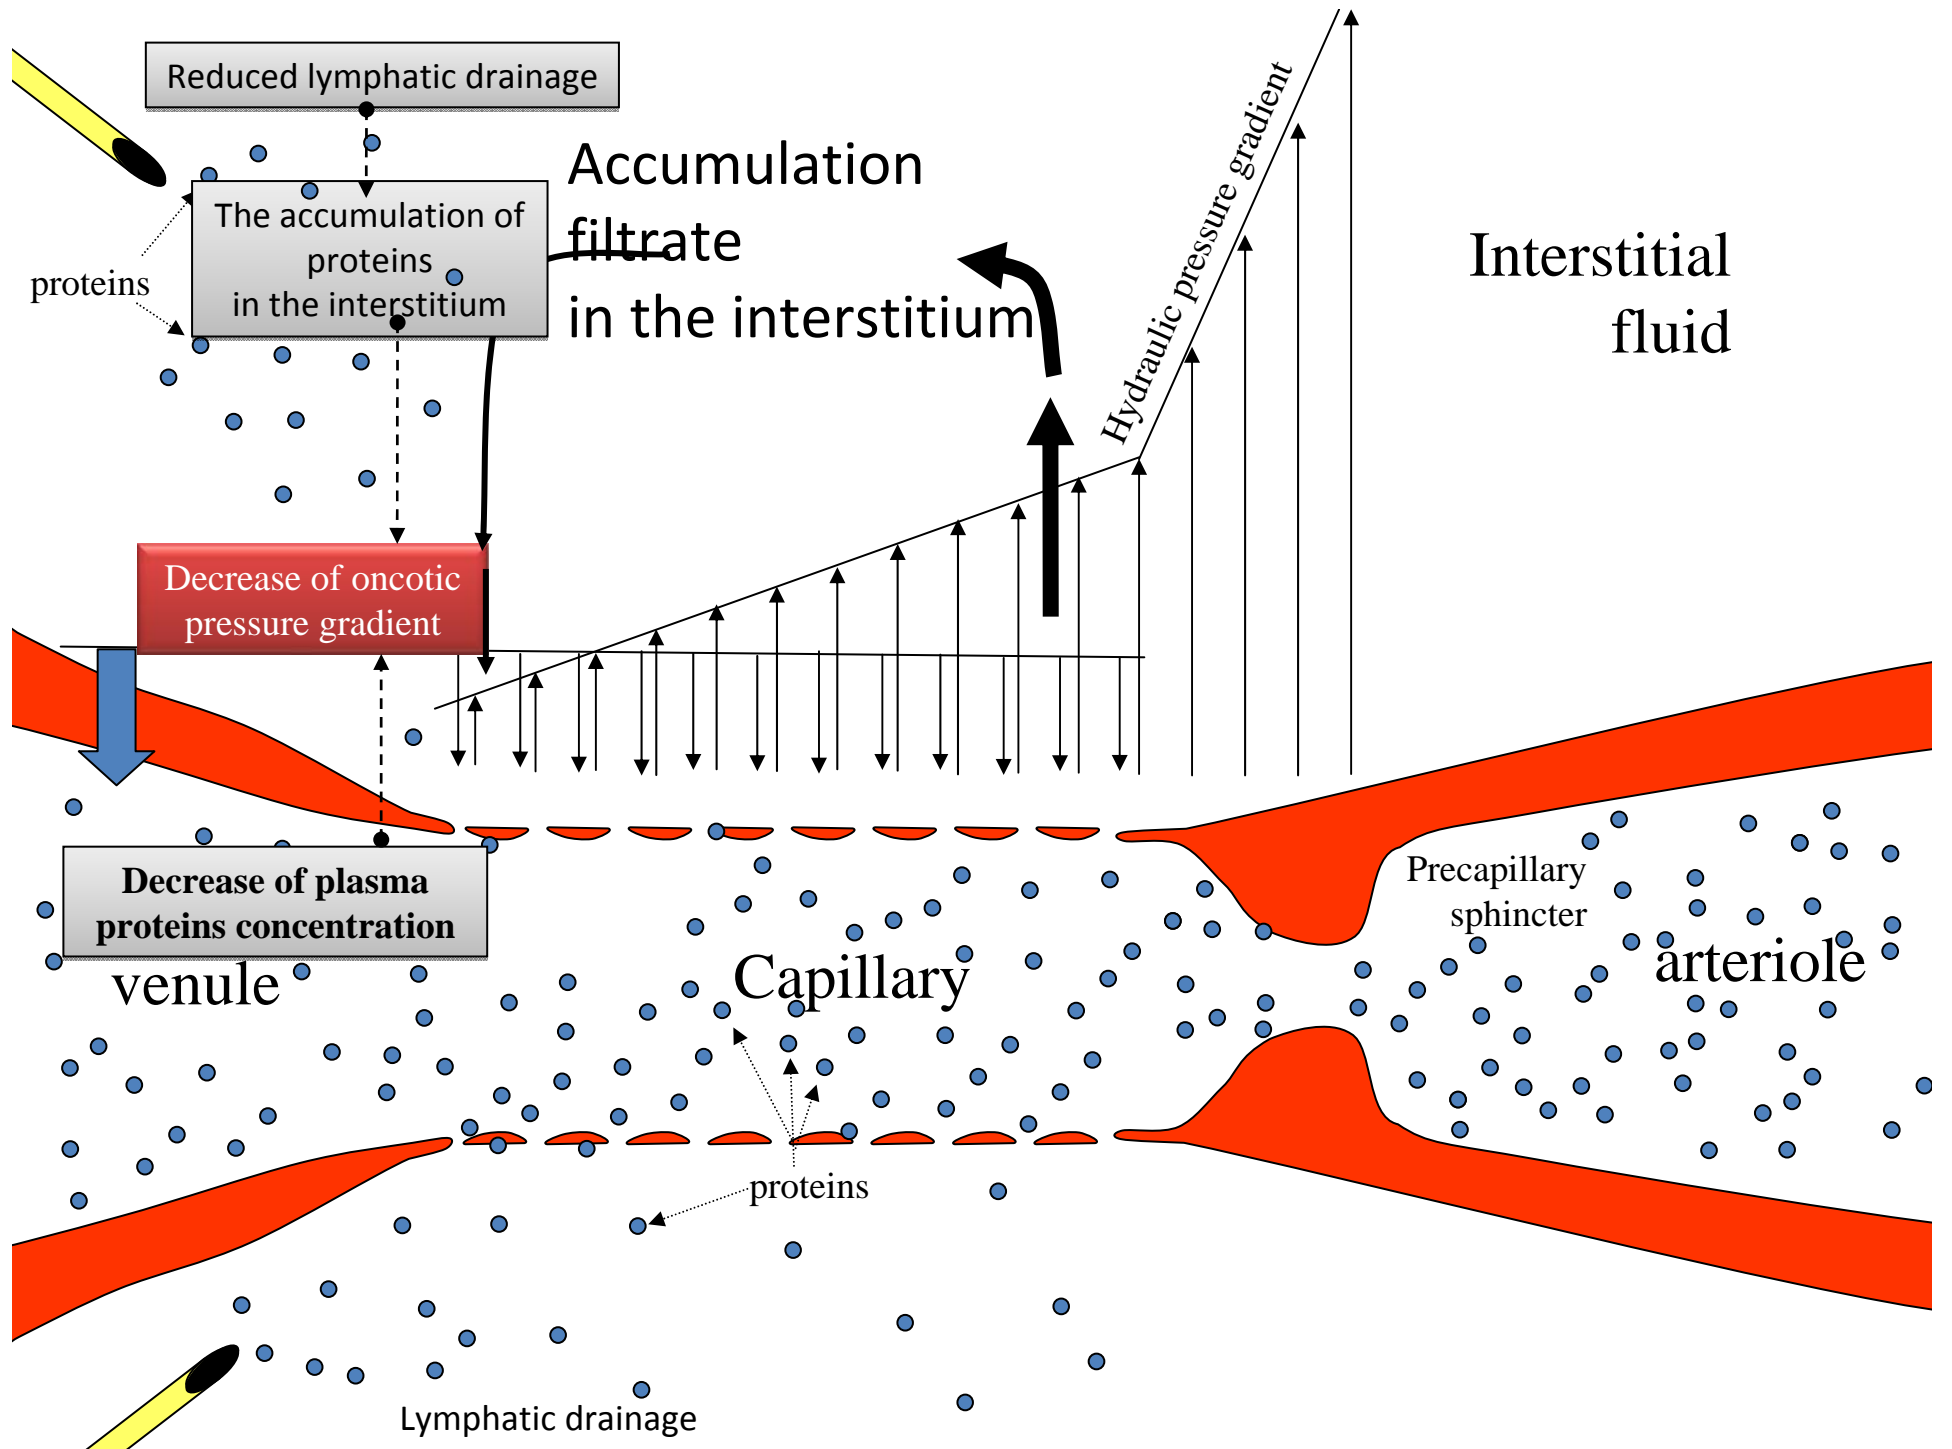 Reduced lymphatic drainage
Accumulation
filtrate
in the interstitium
The accumulation of
proteins
in the interstitium
proteins
Hydraulic pressure gradient
Interstitial
fluid
Decrease of oncotic
pressure gradient
Decrease of plasma
proteins concentration
venule
Capillary
Precapillary
sphincter
arteriole
proteins
Lymphatic drainage